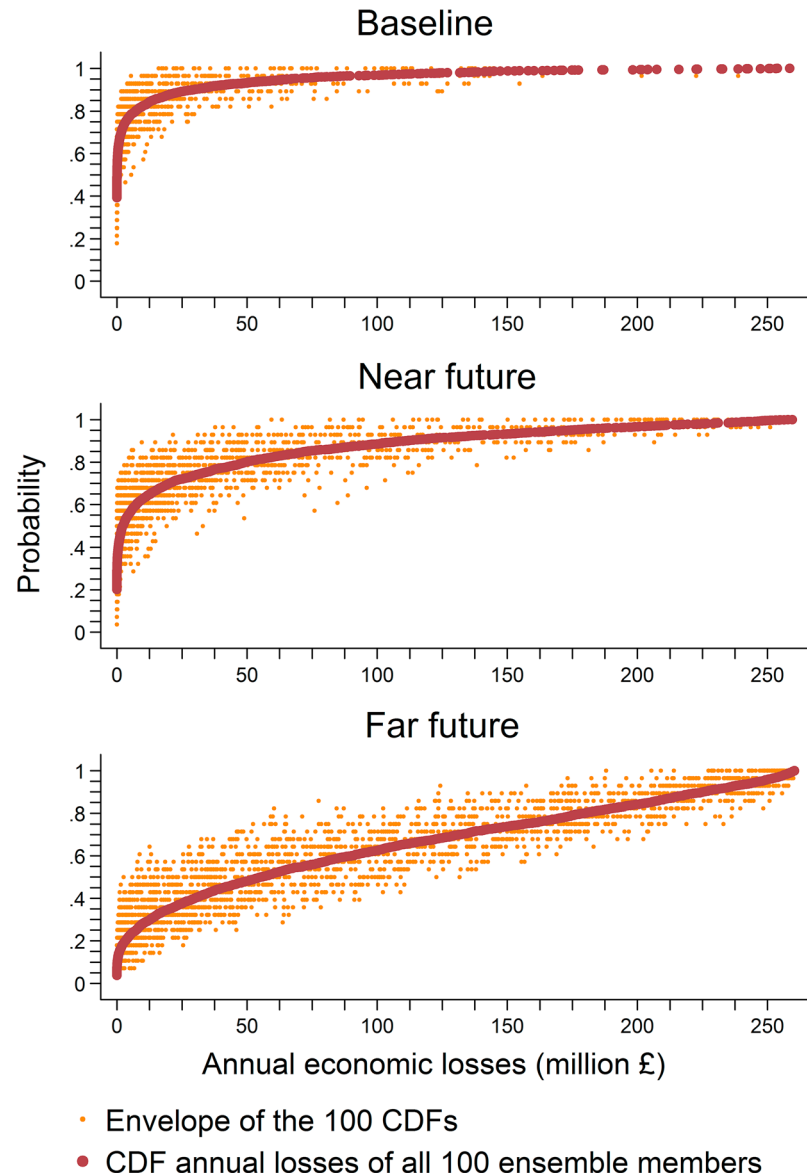 Baseline
1
.8
.6
.4
.2
0
0 50 100 150 200 250
Near future
1
.8
.6
.4
.2
0
0 50 100 150 200 250
Probability
Far future
1
.8
.6
.4
.2
0
0 50 100 150 200 250
Annual economic losses (million £)
Envelope of the 100 CDFs
CDF annual losses of all 100 ensemble members